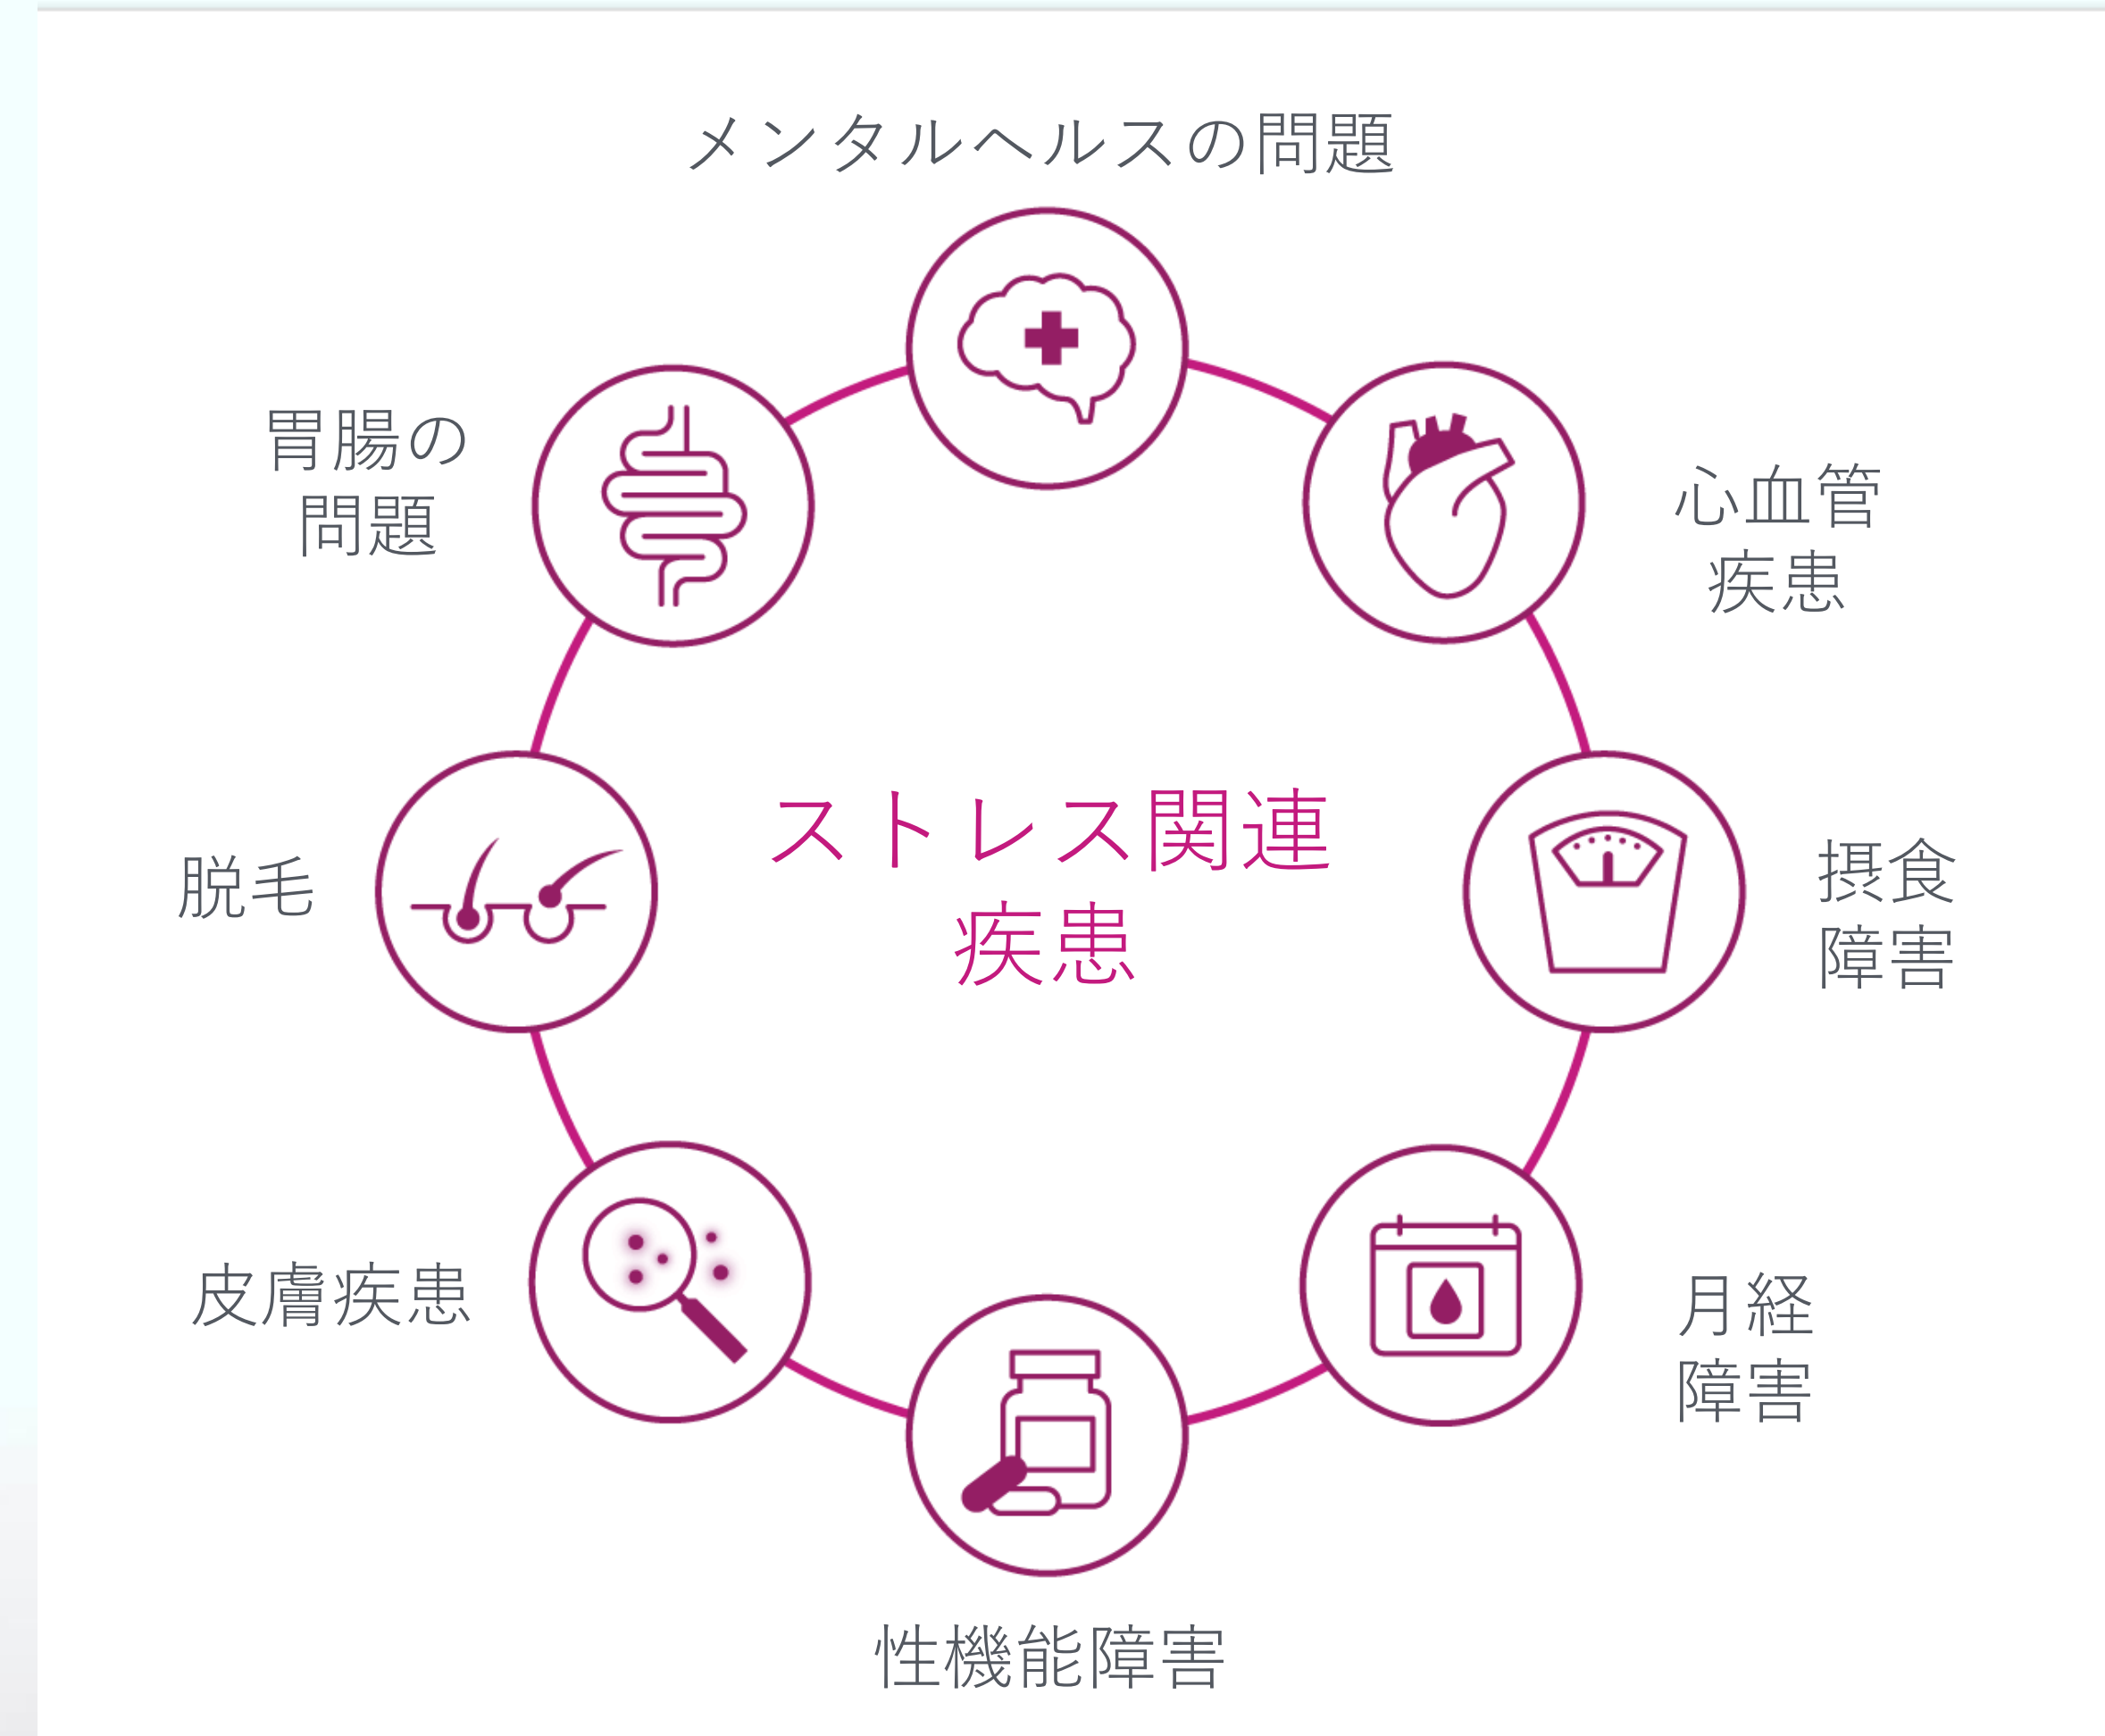 メンタルヘルスの問題
胃腸の
問題
心血管
疾患
ストレス関連
疾患
脱毛
摂食
障害
皮膚疾患
月経
障害
性機能障害